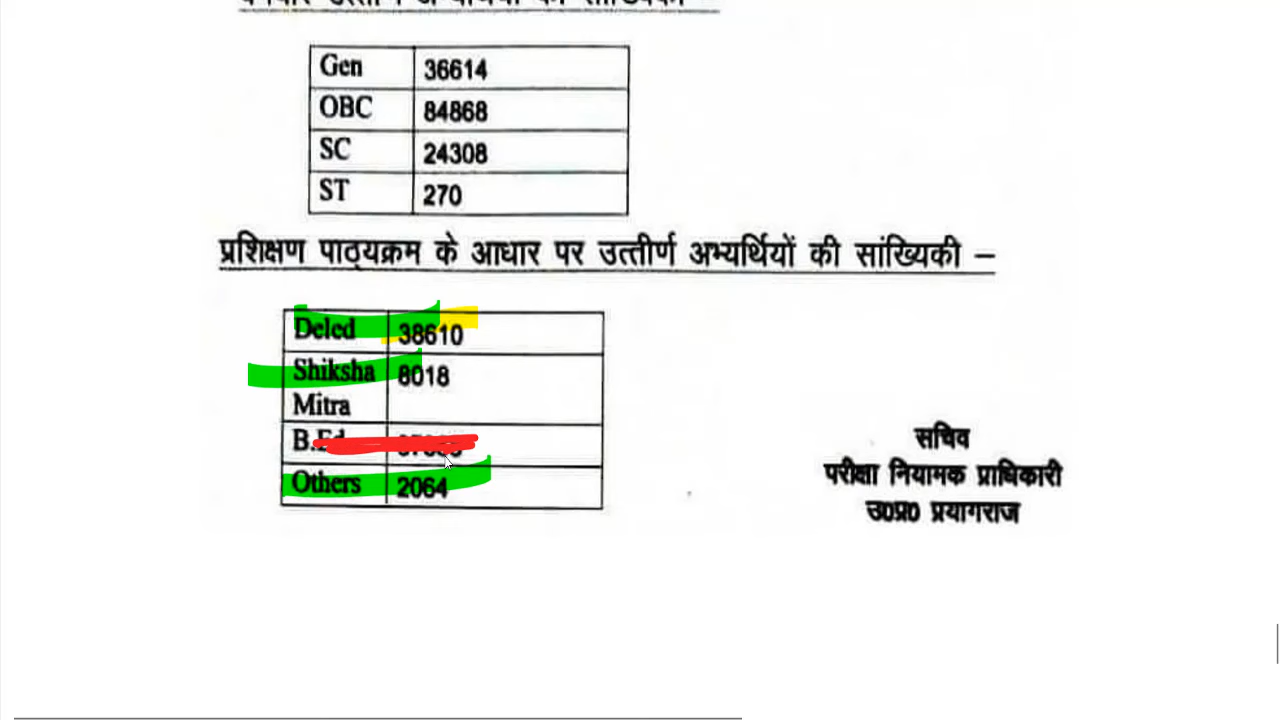 Gen 36614
OBC 84868
SC 24308
ST 270
प्रशिक्षण पाठ्यक्रम के आधार पर उत्तीर्ण अभ्यर्थियों की सांख्यिकी –
Deled 38610
Shiksha 8018
Mitra
B.Ed
Others 2064
सचिव
परीक्षा नियामक प्राधिकारी
उ0प्र0 प्रयागराज